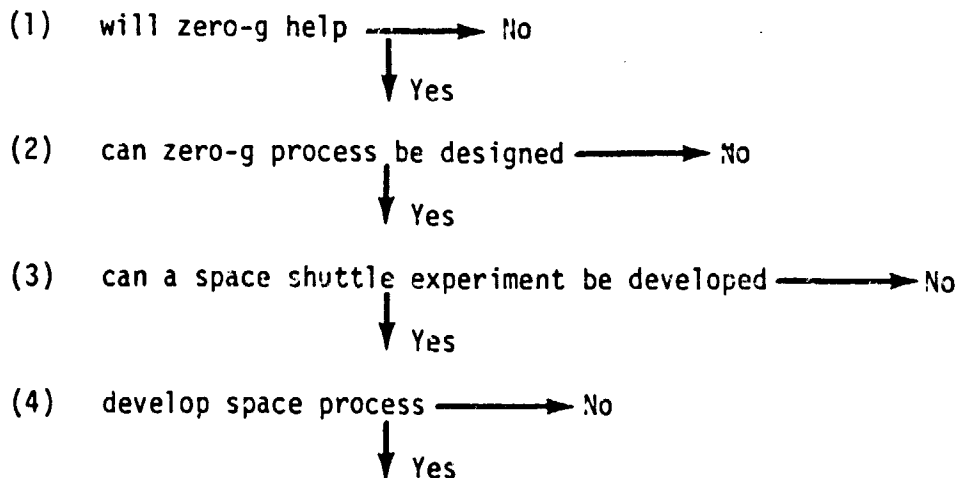 (1) will zero-g help No
Yes
(2) can zero-g process be designed No
Yes
(3) can a space shuttle experiment be developed No
Yes
(4) develop space process No
Yes